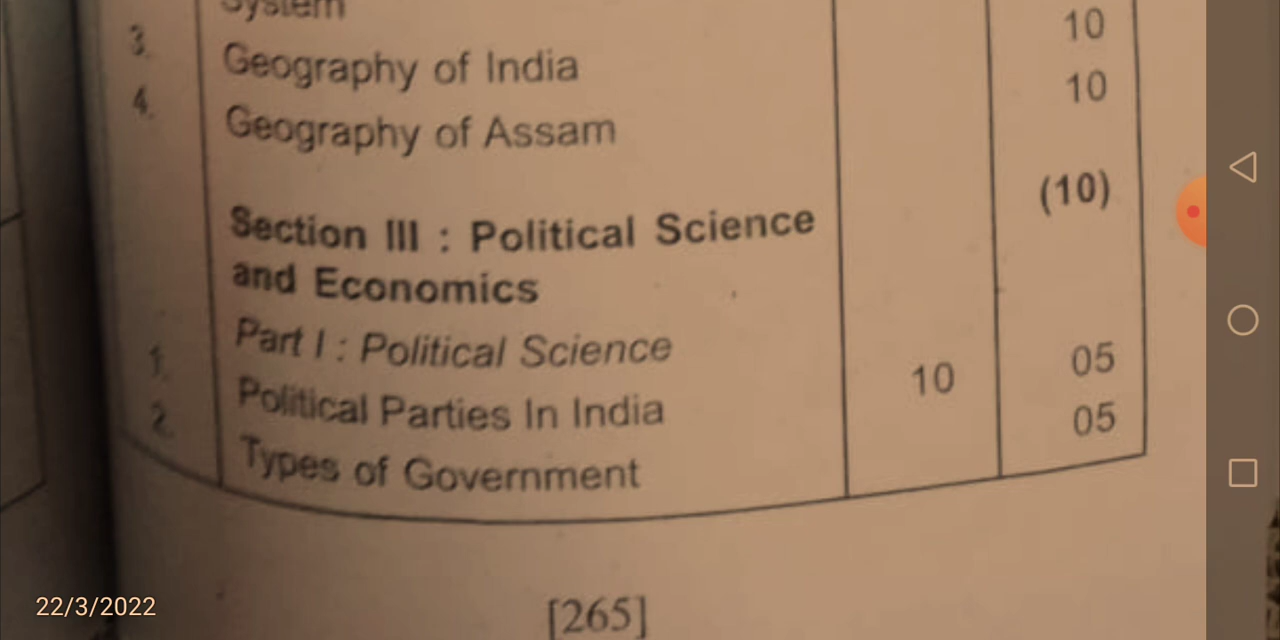 System
3. Geography of India 10
4. Geography of Assam 10
Section III : Political Science (10)
and Economics
Part I : Political Science
1. Political Parties In India 10 05
2. Types of Government 05
[265]
22/3/2022